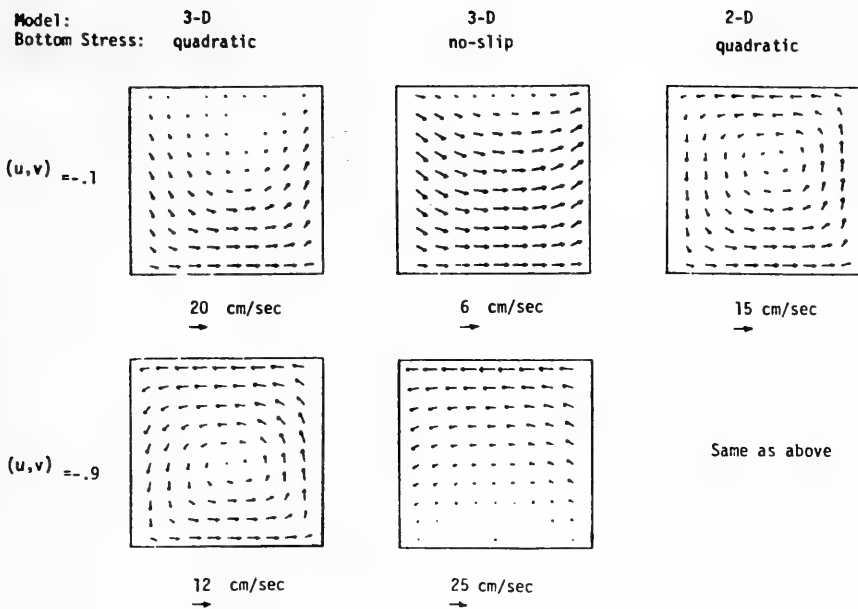 Model: 3-D 3-D 2-D
Bottom Stress: quadratic no-slip quadratic
(u,v) =-.1
20 cm/sec 6 cm/sec 15 cm/sec
(u,v) =-.9
Same as above
12 cm/sec 25 cm/sec